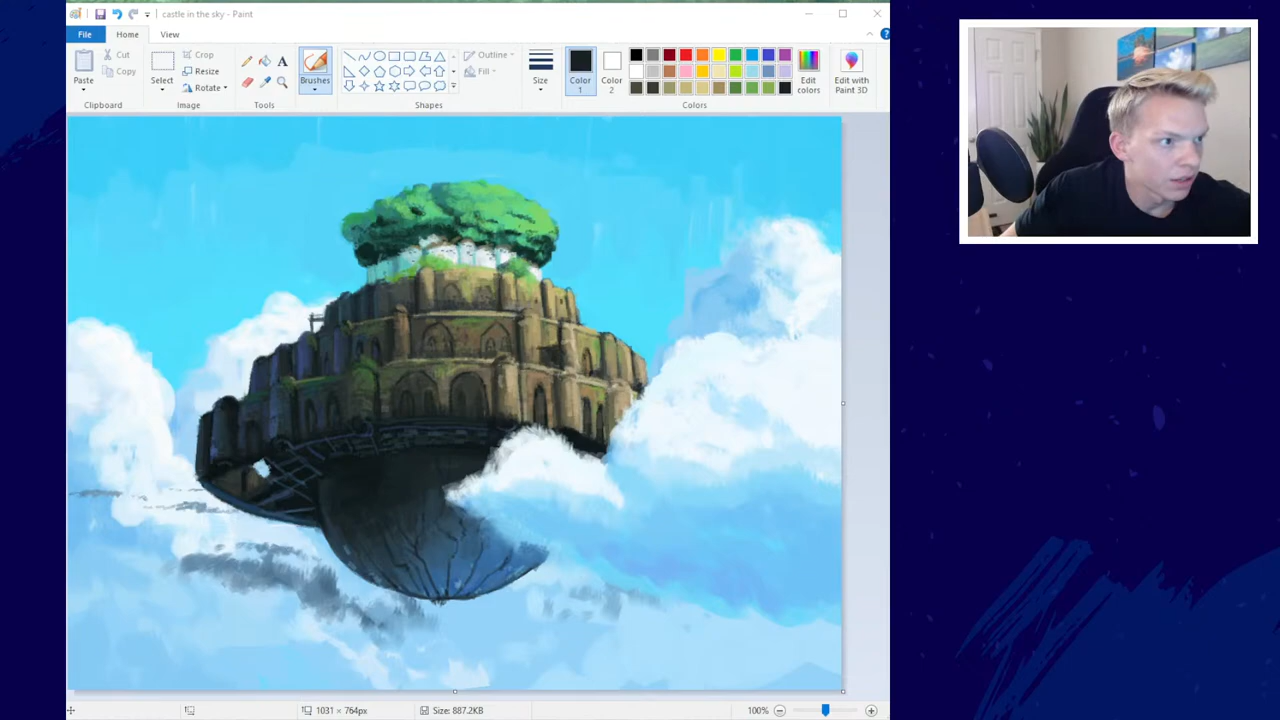 castle in the sky - Paint
File Home View
Paste Cut Copy Clipboard
Select Crop Resize Rotate Image
A Tools
Brushes
Outline Fill Shapes
Size
Color 1 Color 2
Edit colors
Colors
Edit with Paint 3D
1031 × 764px Size: 887.2KB 100%